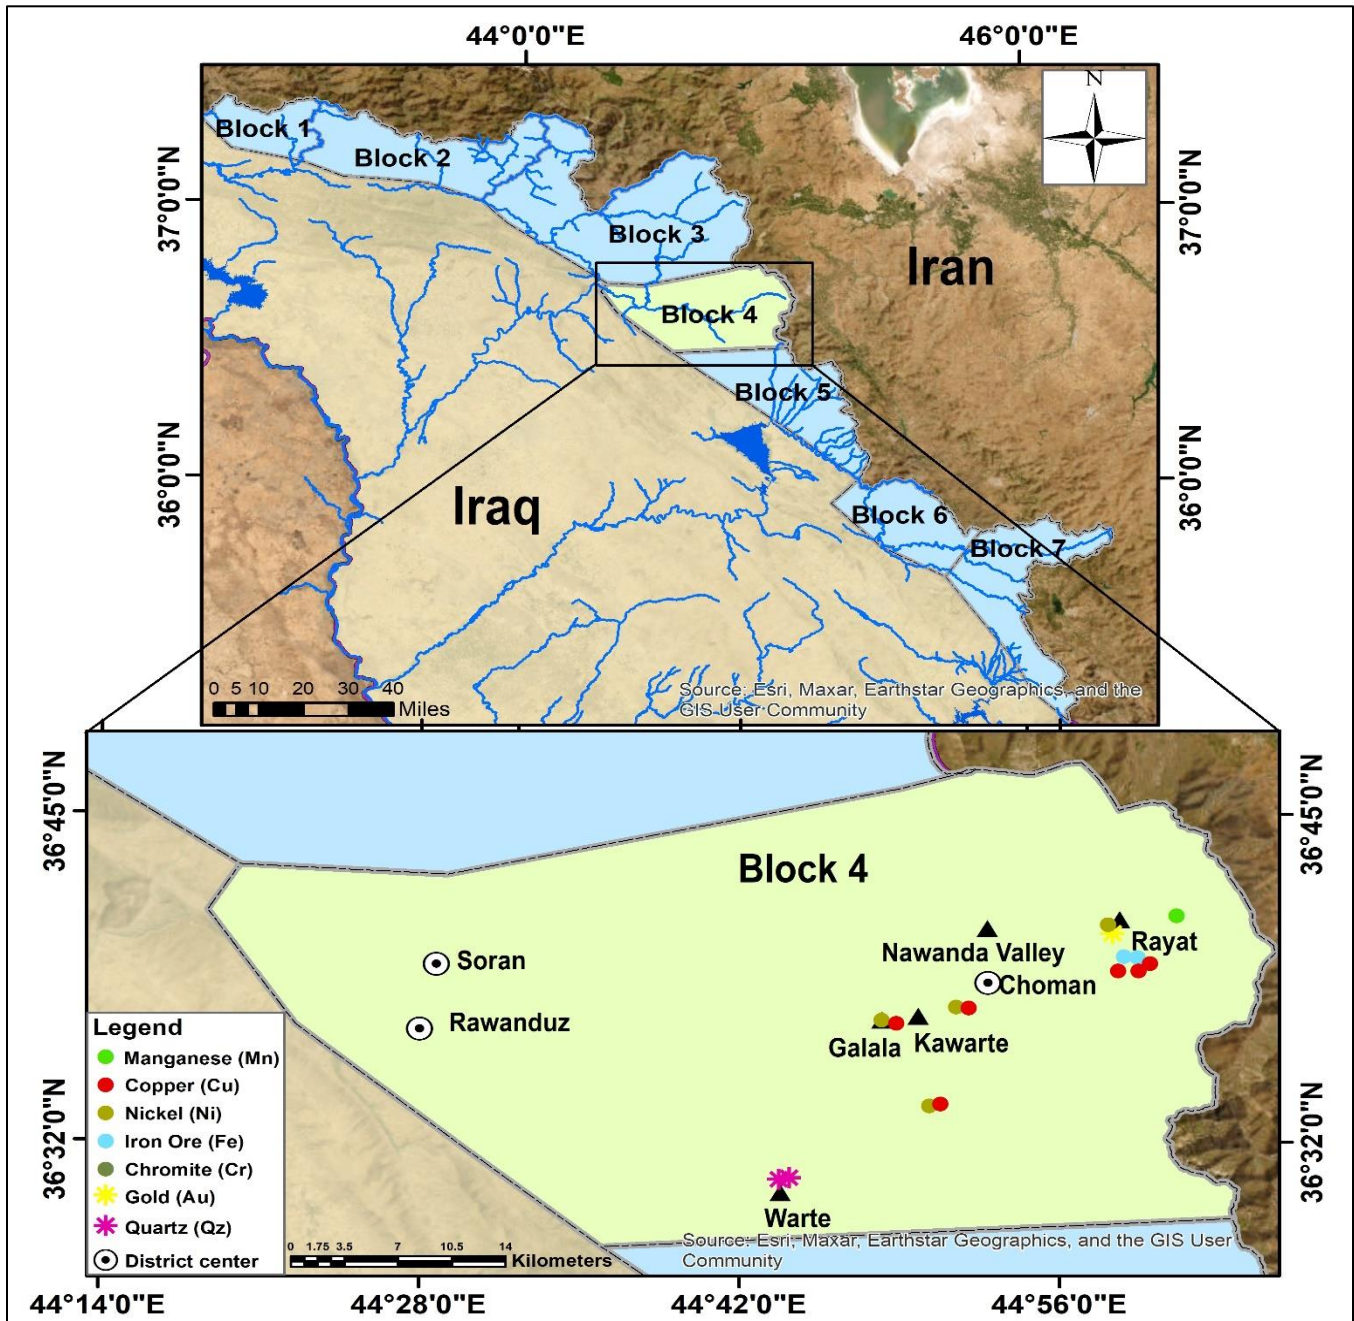 44°0'0"E
46°0'0"E
N
Block 1
Block 2
37°0'0"N
37°0'0"N
Block 3
Iran
Block 4
Block 5
36°0'0"N
36°0'0"N
Iraq
Block 6
Block 7
0 5 10 20 30 40
Miles
Source: Esri, Maxar, Earthstar Geographics, and the
GIS User Community
36°45'0"N
36°45'0"N
Block 4
Rayat
Nawanda Valley
Soran
Choman
Rawanduz
Kawarte
Galala
36°32'0"N
36°32'0"N
Warte
Legend
Manganese (Mn)
Copper (Cu)
Nickel (Ni)
Iron Ore (Fe)
Chromite (Cr)
Gold (Au)
Quartz (Qz)
District center
0 1.75 3.5 7 10.5 14
Kilometers
Source: Esri, Maxar, Earthstar Geographics, and the GIS User
Community
44°14'0"E
44°28'0"E
44°42'0"E
44°56'0"E